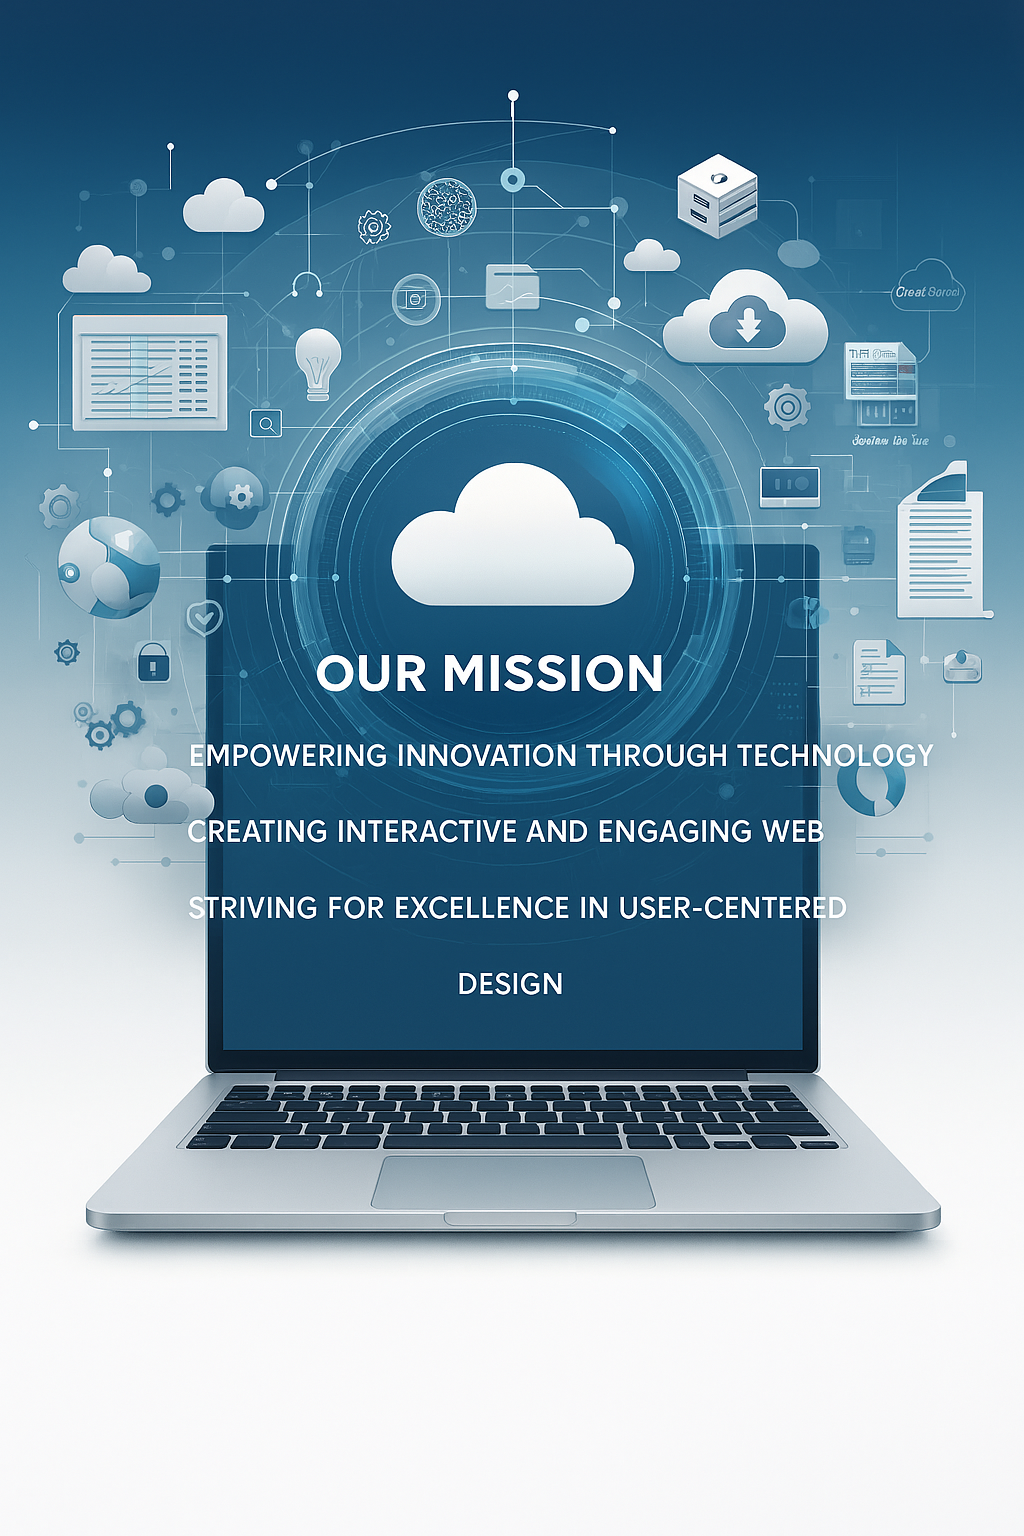 OUR MISSION
EMPOWERING INNOVATION THROUGH TECHNOLOGY
CREATING INTERACTIVE AND ENGAGING WEB
STRIVING FOR EXCELLENCE IN USER-CENTERED
DESIGN